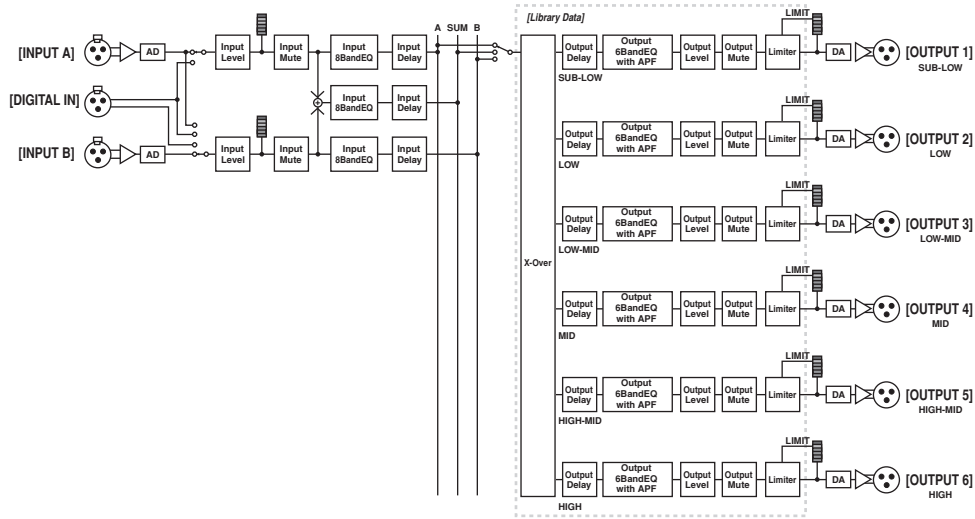 [Library Data]
A SUM B
LIMIT
[INPUT A]
AD
Input
Level
Input
Mute
Input
8BandEQ
Input
Delay
Output
Delay
Output
6BandEQ
with APF
Output
Level
Output
Mute
Limiter
DA
[OUTPUT 1]
SUB-LOW
SUB-LOW
[DIGITAL IN]
Input
8BandEQ
Input
Delay
[INPUT B]
AD
Input
Level
Input
Mute
Input
8BandEQ
Input
Delay
LIMIT
Output
Delay
Output
6BandEQ
with APF
Output
Level
Output
Mute
Limiter
DA
[OUTPUT 2]
LOW
LOW
LIMIT
Output
Delay
Output
6BandEQ
with APF
Output
Level
Output
Mute
Limiter
DA
[OUTPUT 3]
LOW-MID
LOW-MID
X-Over
LIMIT
Output
Delay
Output
6BandEQ
with APF
Output
Level
Output
Mute
Limiter
DA
[OUTPUT 4]
MID
MID
LIMIT
Output
Delay
Output
6BandEQ
with APF
Output
Level
Output
Mute
Limiter
DA
[OUTPUT 5]
HIGH-MID
HIGH-MID
LIMIT
Output
Delay
Output
6BandEQ
with APF
Output
Level
Output
Mute
Limiter
DA
[OUTPUT 6]
HIGH
HIGH